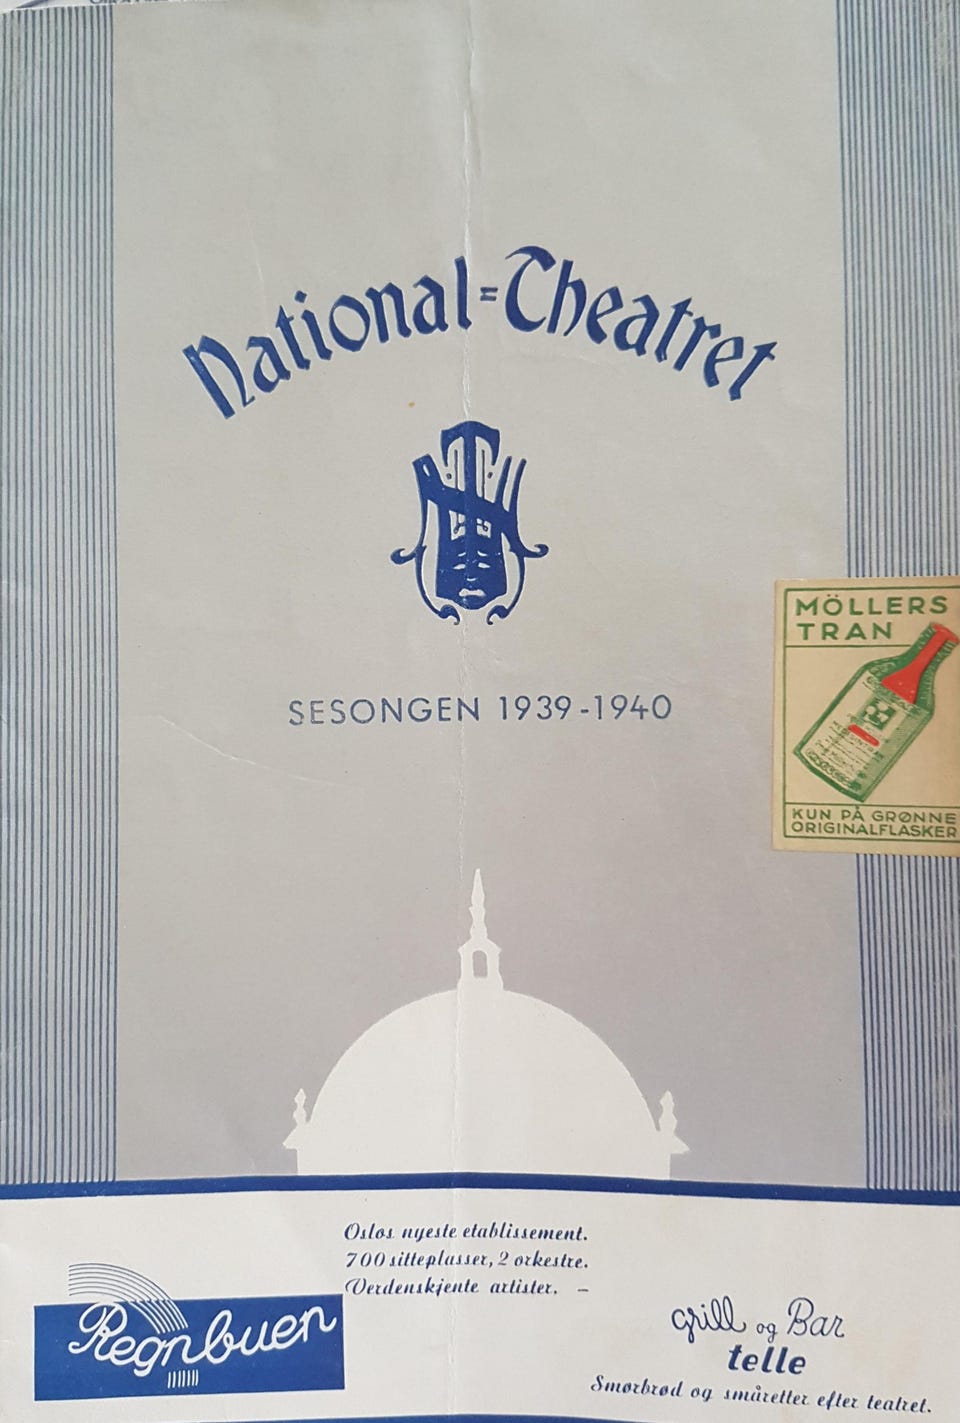 National=Theatret
SESONGEN 1939-1940
MÖLLERS
TRAN
KUN PÅ GRØNNE
ORIGINALFLASKER
Oslos nyeste etablissement.
700 sitteplasser, 2 orkestre.
Verdenskjente artister. –
Regnbuen
grill og Bar
telle
Smørbrød og småretter efter teatret.